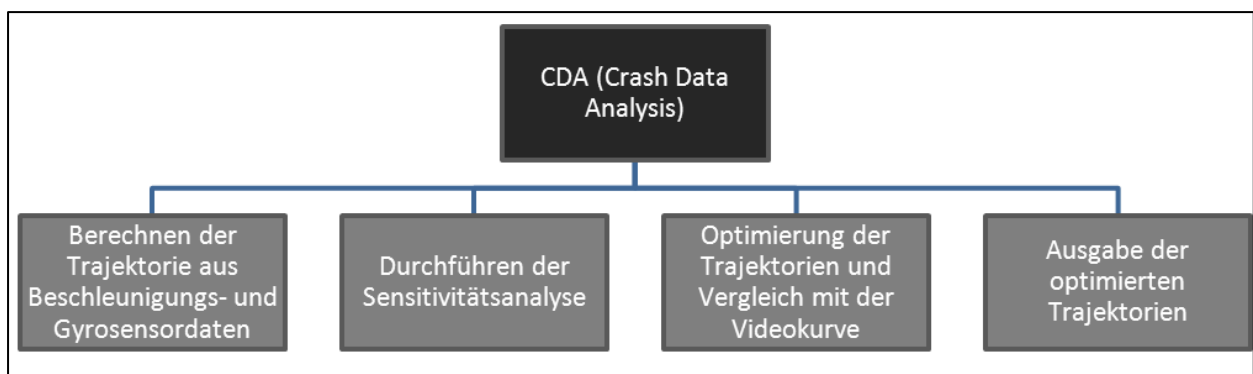 CDA (Crash Data
Analysis)
Berechnen der
Trajektorie aus
Beschleunigungs- und
Gyrosensordaten
Durchführen der
Sensitivitätsanalyse
Optimierung der
Trajektorien und
Vergleich mit der
Videokurve
Ausgabe der
optimierten
Trajektorien